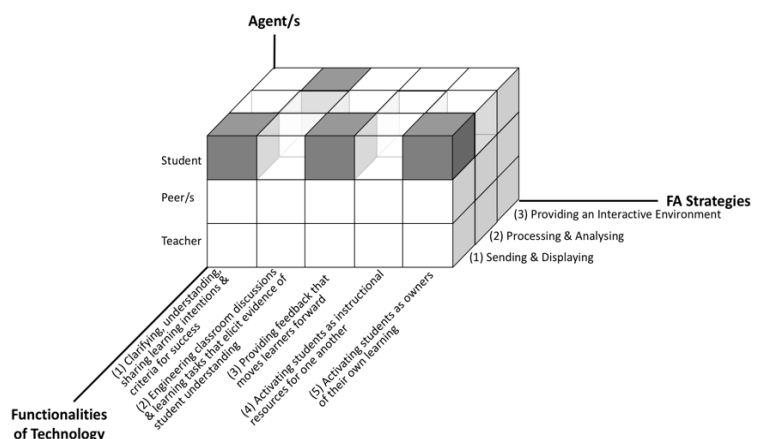 Agent/s
Student
Peer/s
Teacher
FA Strategies
(3) Providing an Interactive Environment
(2) Processing & Analysing
(1) Sending & Displaying
(1) Clarifying, understanding,
sharing learning intentions &
criteria for success
(2) Engineering classroom discussions
& learning tasks that elicit evidence of
student understanding
(3) Providing feedback that
moves learners forward
(4) Activating students as instructional
resources for one another
(5) Activating students as owners
of their own learning
Functionalities
of Technology